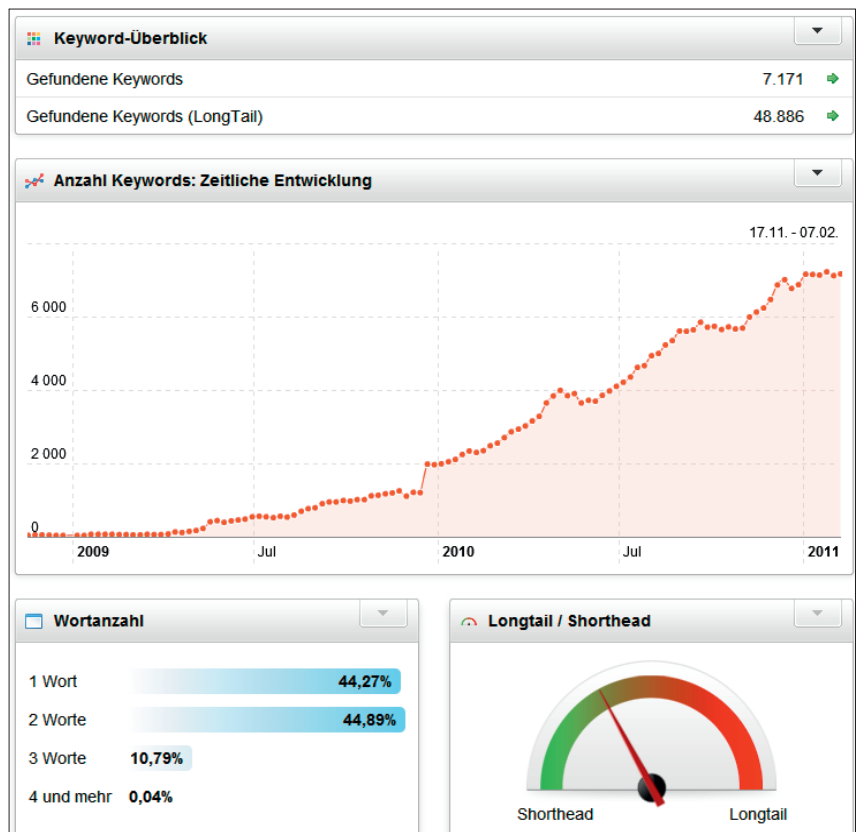 Keyword-Überblick
Gefundene Keywords 7.171
Gefundene Keywords (LongTail) 48.886
Anzahl Keywords: Zeitliche Entwicklung
17.11. - 07.02.
6 000
4 000
2 000
0
2009 Jul 2010 Jul 2011
Wortanzahl
1 Wort 44,27%
2 Worte 44,89%
3 Worte 10,79%
4 und mehr 0,04%
Longtail / Shorthead
Shorthead Longtail